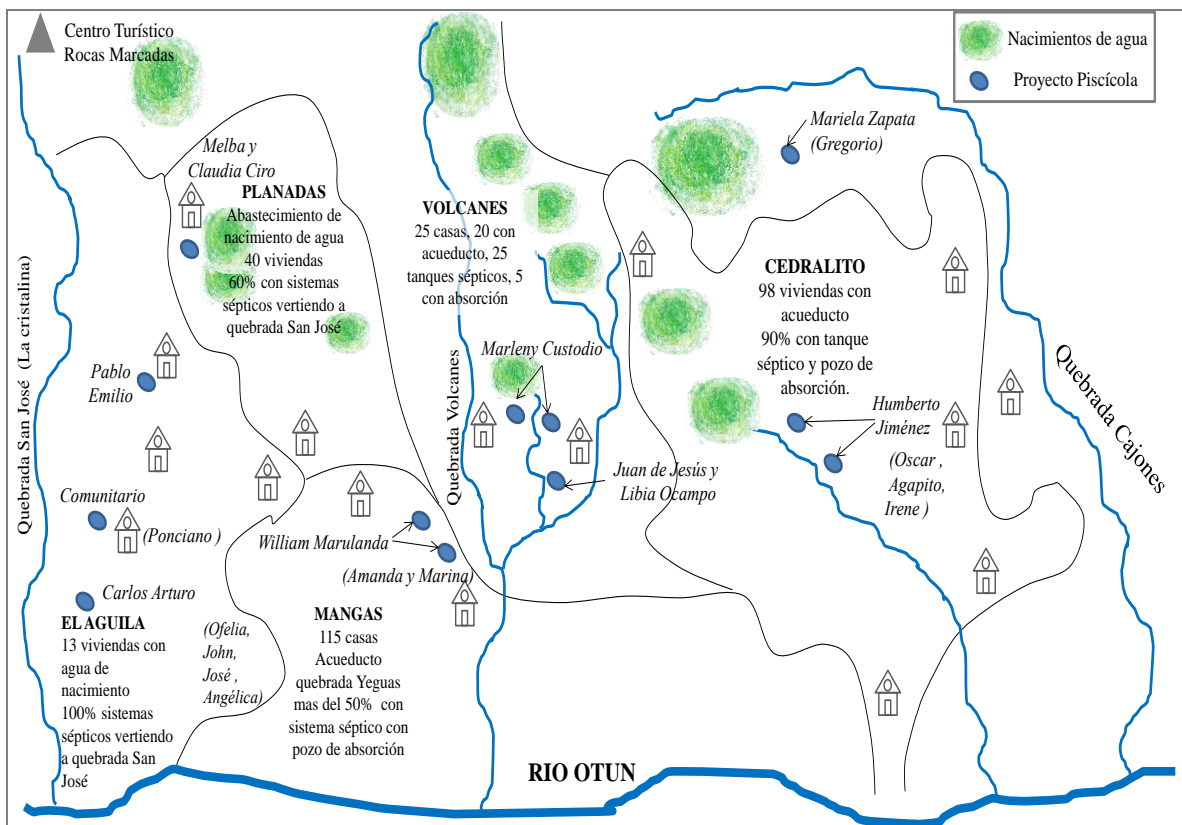 Centro Turístico
Rocas Marcadas
Nacimientos de agua
Proyecto Piscícola
Mariela Zapata
(Gregorio)
Melba y
Claudia Ciro
PLANADAS
Abastecimiento de
nacimiento de agua
40 viviendas
60% con sistemas
sépticos vertiendo a
quebrada San José
VOLCANES
25 casas, 20 con
acueducto, 25
tanques sépticos, 5
con absorción
CEDRALITO
98 viviendas con
acueducto
90% con tanque
séptico y pozo de
absorción.
Quebrada San José (La cristalina)
Quebrada Volcanes
Quebrada Cajones
Pablo
Emilio
Marleny Custodio
Humberto
Jiménez
(Oscar ,
Agapito,
Irene )
Juan de Jesús y
Libia Ocampo
Comunitario
(Ponciano )
William Marulanda
(Amanda y Marina)
Carlos Arturo
EL AGUILA
13 viviendas con
agua de
nacimiento
100% sistemas
sépticos vertiendo
a quebrada San
José
(Ofelia,
John,
José ,
Angélica)
MANGAS
115 casas
Acueducto
quebrada Yeguas
mas del 50% con
sistema séptico con
pozo de absorción
RIO OTUN